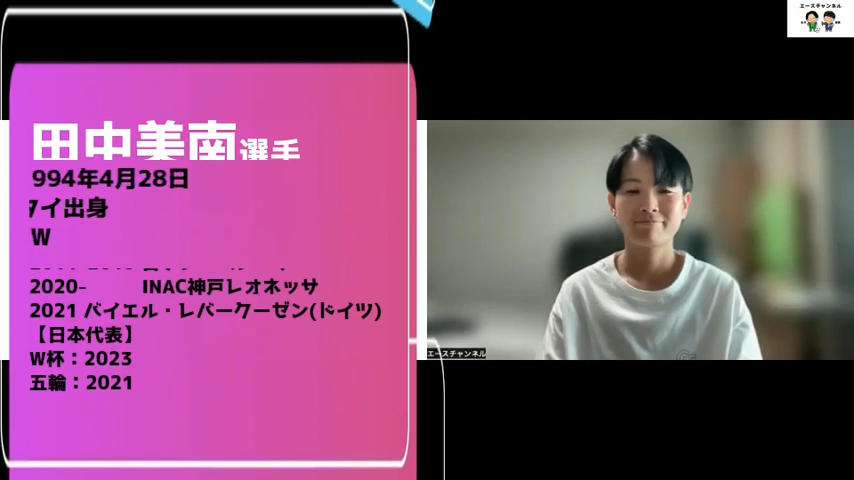 エースチャンネル
田中美南選手
994年4月28日
タイ出身
W
2020- INAC神戸レオネッサ
2021 バイエル・レバークーゼン(ドイツ)
【日本代表】
W杯：2023
五輪：2021
エースチャンネル